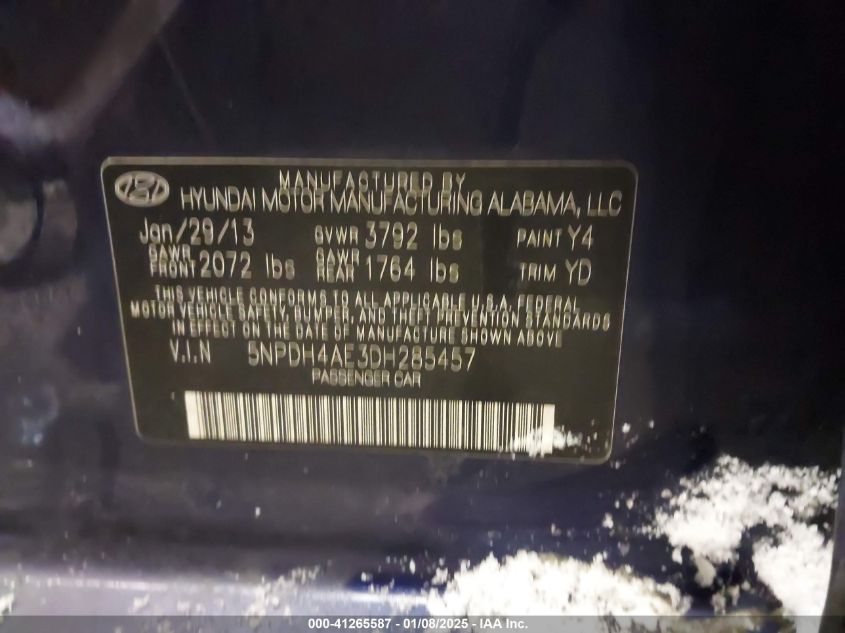 MANUFACTURED BY
HYUNDAI MOTOR MANUFACTURING ALABAMA, LLC
Jan/29/13 GVWR 3792 lbs PAINT Y4
GAWR FRONT 2072 lbs GAWR REAR 1764 lbs TRIM YD
THIS VEHICLE CONFORMS TO ALL APPLICABLE U.S.A. FEDERAL
MOTOR VEHICLE SAFETY, BUMPER, AND THEFT PREVENTION STANDARDS
IN EFFECT ON THE DATE OF MANUFACTURE SHOWN ABOVE
V.I.N 5NPDH4AE3DH285457
PASSENGER CAR
000-41265587 - 01/08/2025 - IAA Inc.